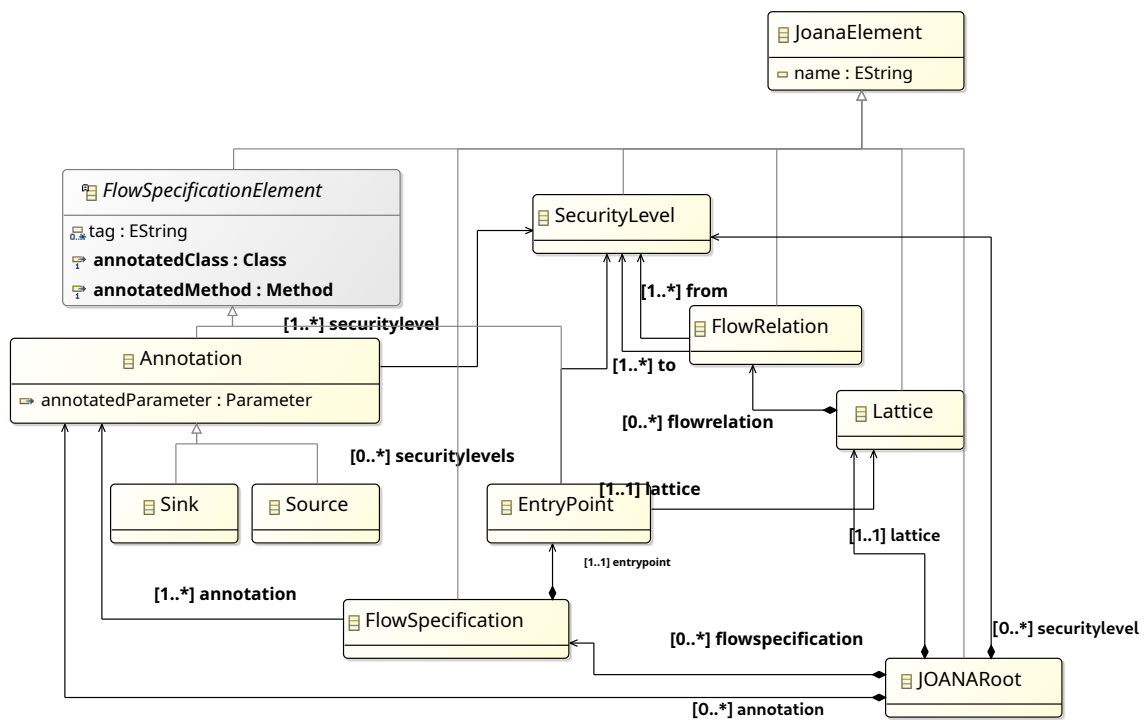 JoanaElement
name : EString
FlowSpecificationElement
tag : EString
annotatedClass : Class
annotatedMethod : Method
SecurityLevel
[1..*] from
[1..*] securitylevel
FlowRelation
Annotation
[1..*] to
annotatedParameter : Parameter
Lattice
[0..*] flowrelation
[0..*] securitylevels
[1..1] lattice
Sink
Source
EntryPoint
[1..1] lattice
[1..1] entrypoint
[1..*] annotation
FlowSpecification
[0..*] securitylevel
[0..*] flowspecification
JOANARoot
[0..*] annotation